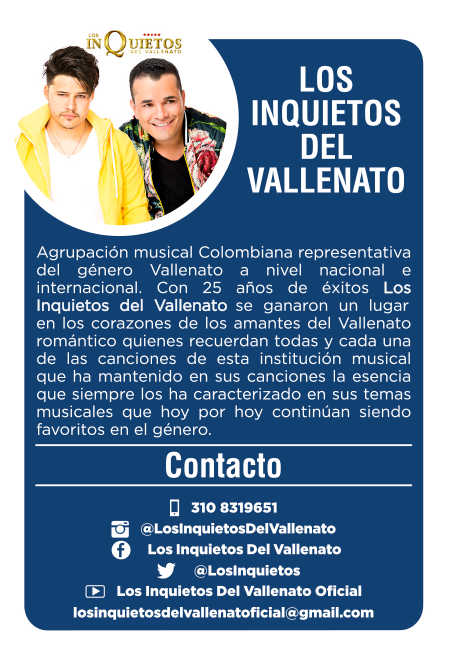 LOS
INQUIETOS
DEL VALLENATO
LOS
INQUIETOS
DEL
VALLENATO
Agrupación musical Colombiana representativa
del género Vallenato a nivel nacional e
internacional. Con 25 años de éxitos Los
Inquietos del Vallenato se ganaron un lugar
en los corazones de los amantes del Vallenato
romántico quienes recuerdan todas y cada una
de las canciones de esta institución musical
que ha mantenido en sus canciones la esencia
que siempre los ha caracterizado en sus temas
musicales que hoy por hoy continúan siendo
favoritos en el género.
Contacto
310 8319651
@LosInquietosDelVallenato
Los Inquietos Del Vallenato
@LosInquietos
Los Inquietos Del Vallenato Oficial
losinquietosdelvallenatoficial@gmail.com